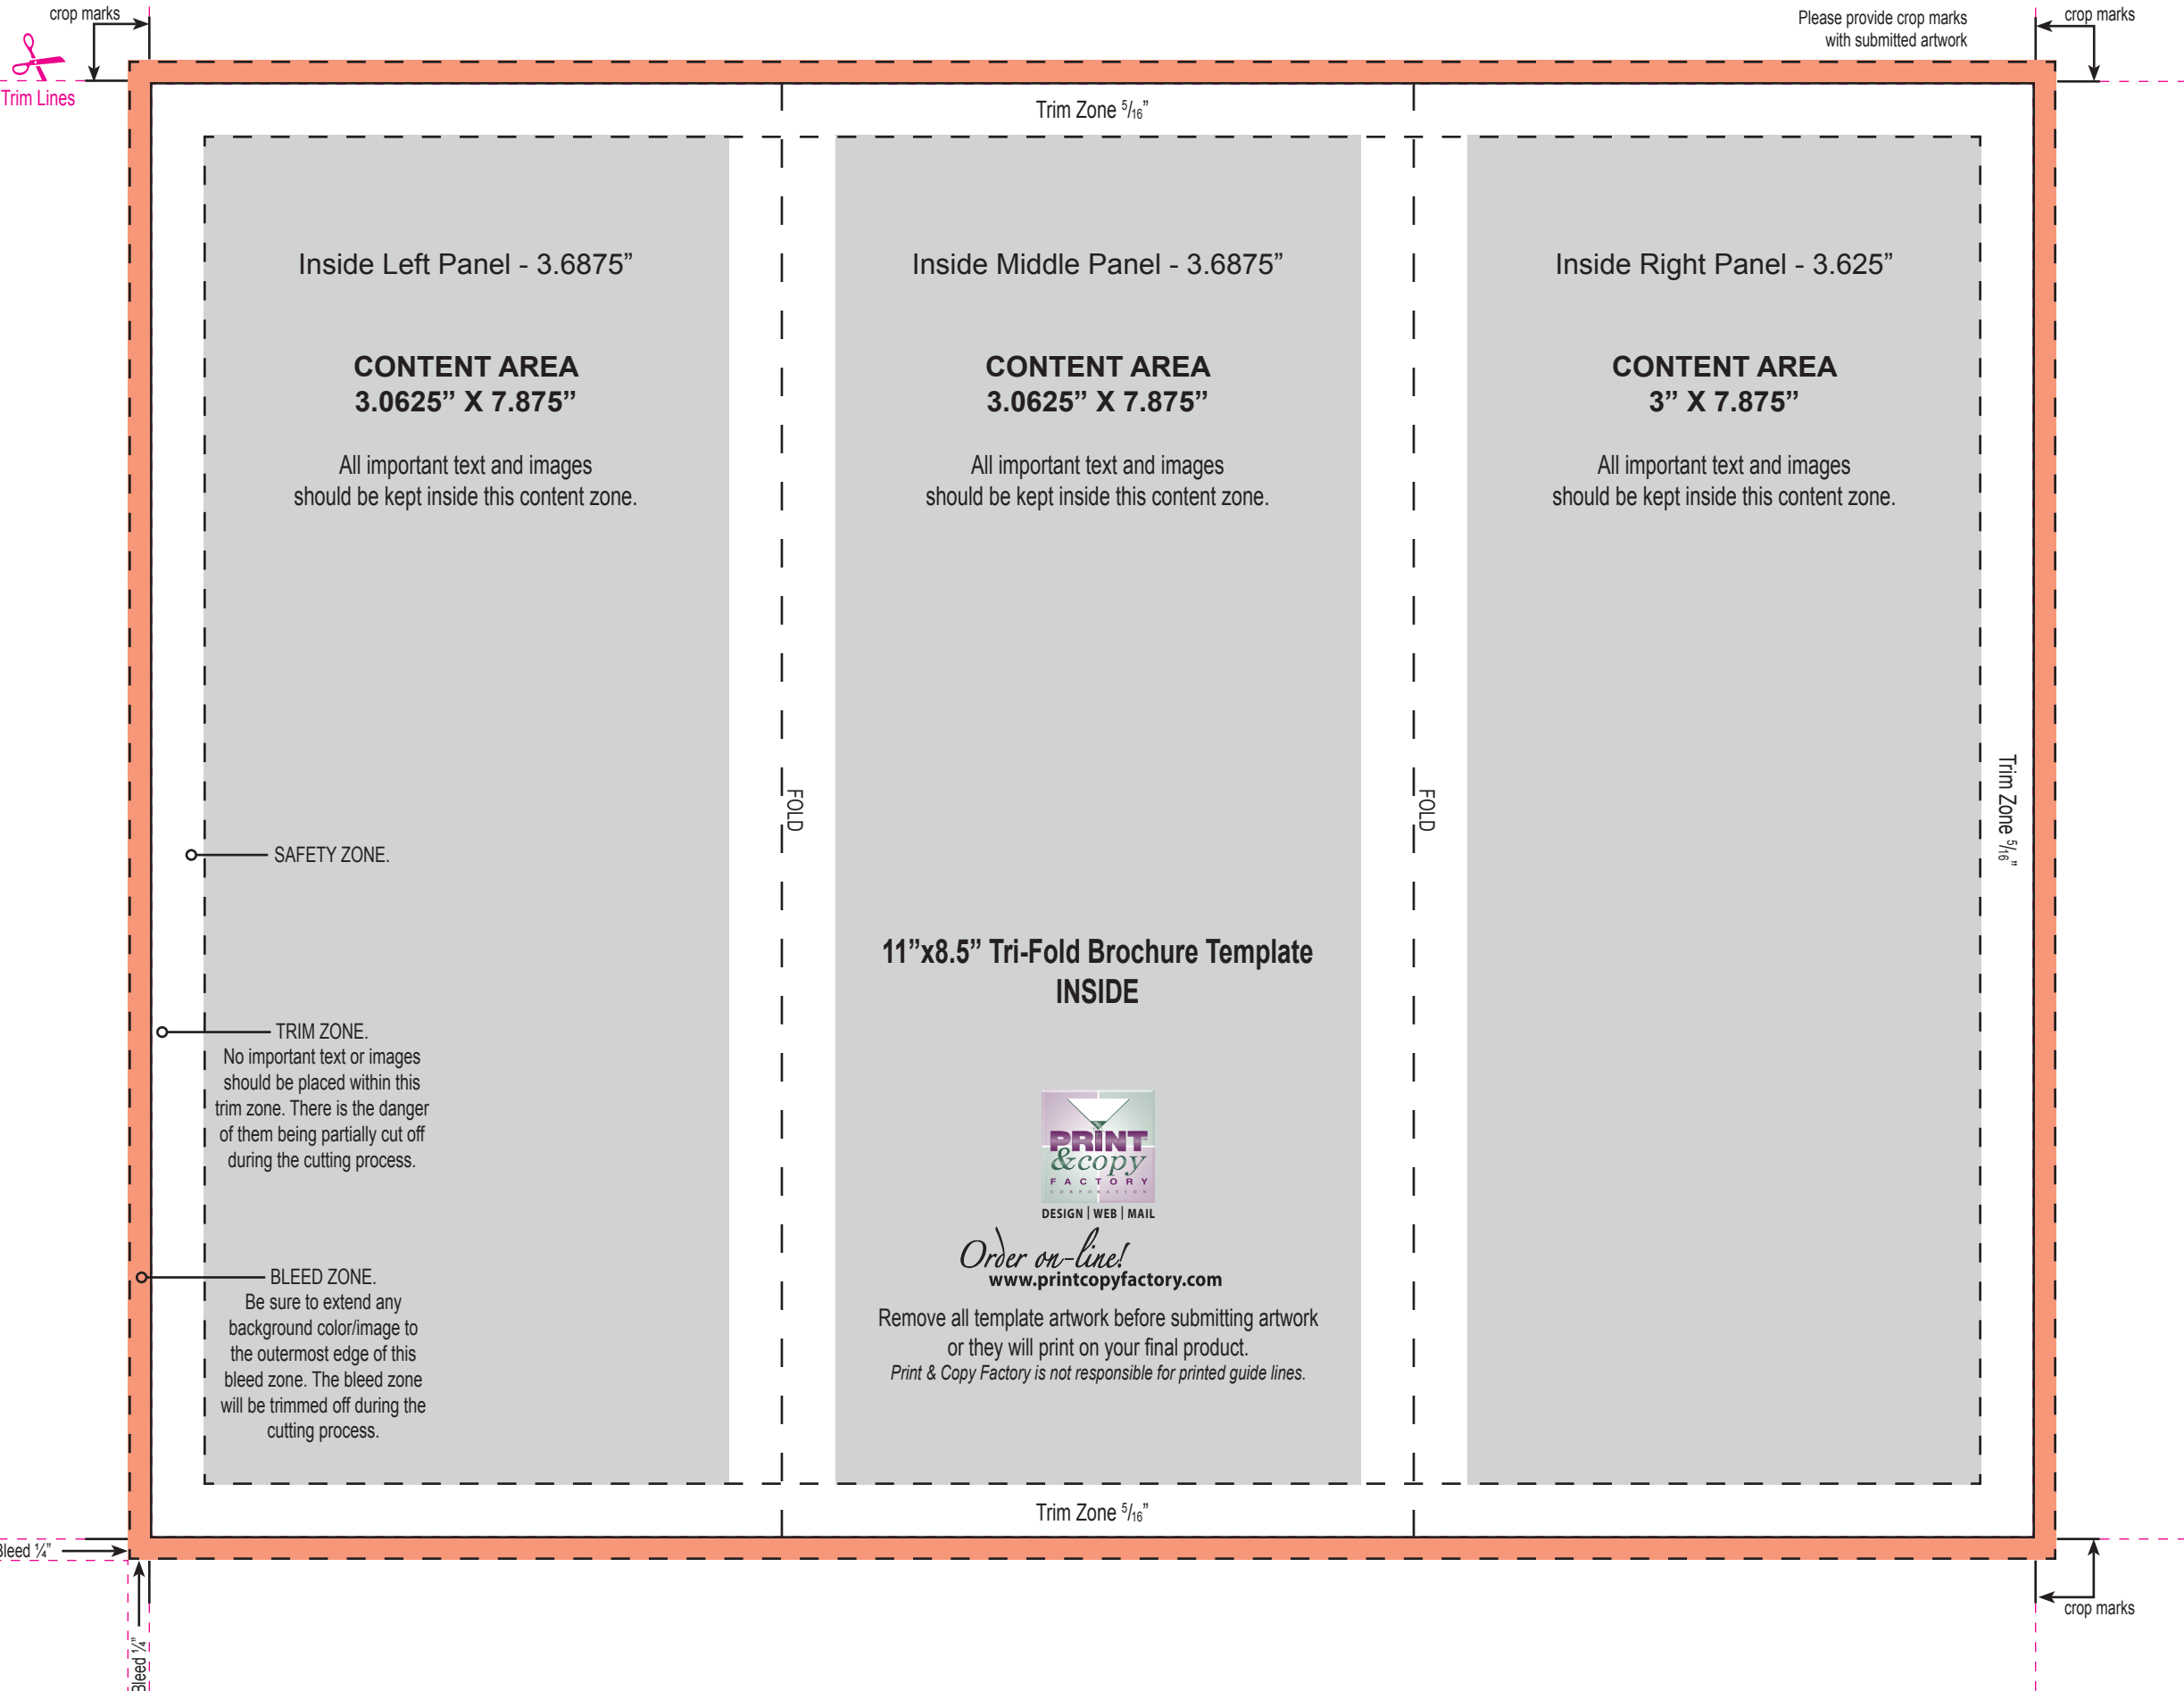 crop marks
Please provide crop marks
with submitted artwork
crop marks
Trim Lines
Trim Zone 5/16”
Inside Left Panel - 3.6875”
CONTENT AREA
3.0625” X 7.875”
All important text and images
should be kept inside this content zone.
Inside Middle Panel - 3.6875”
CONTENT AREA
3.0625” X 7.875”
All important text and images
should be kept inside this content zone.
Inside Right Panel - 3.625”
CONTENT AREA
3” X 7.875”
All important text and images
should be kept inside this content zone.
FOLD
FOLD
Trim Zone 5/16”
SAFETY ZONE.
TRIM ZONE.
No important text or images
should be placed within this
trim zone. There is the danger
of them being partially cut off
during the cutting process.
BLEED ZONE.
Be sure to extend any
background color/image to
the outermost edge of this
bleed zone. The bleed zone
will be trimmed off during the
cutting process.
11”x8.5” Tri-Fold Brochure Template
INSIDE
PRINT
&copy
FACTORY
CORPORATION
DESIGN | WEB | MAIL
Order on-line!
www.printcopyfactory.com
Remove all template artwork before submitting artwork
or they will print on your final product.
Print & Copy Factory is not responsible for printed guide lines.
Trim Zone 5/16”
Bleed ¼”
Bleed ¼”
crop marks